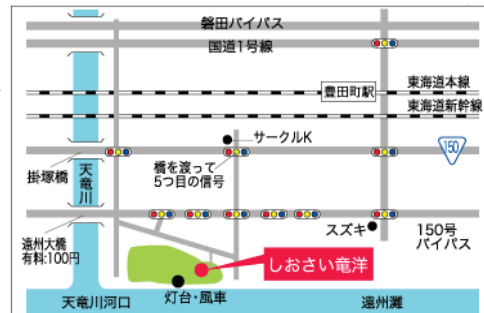 磐田バイパス
国道1号線
豊田町駅
東海道本線
東海道新幹線
サークルK
150
掛塚橋
天竜川
橋を渡って
5つ目の信号
スズキ
150号
バイパス
遠州大橋
有料:100円
しおさい竜洋
天竜川河口
灯台・風車
遠州灘